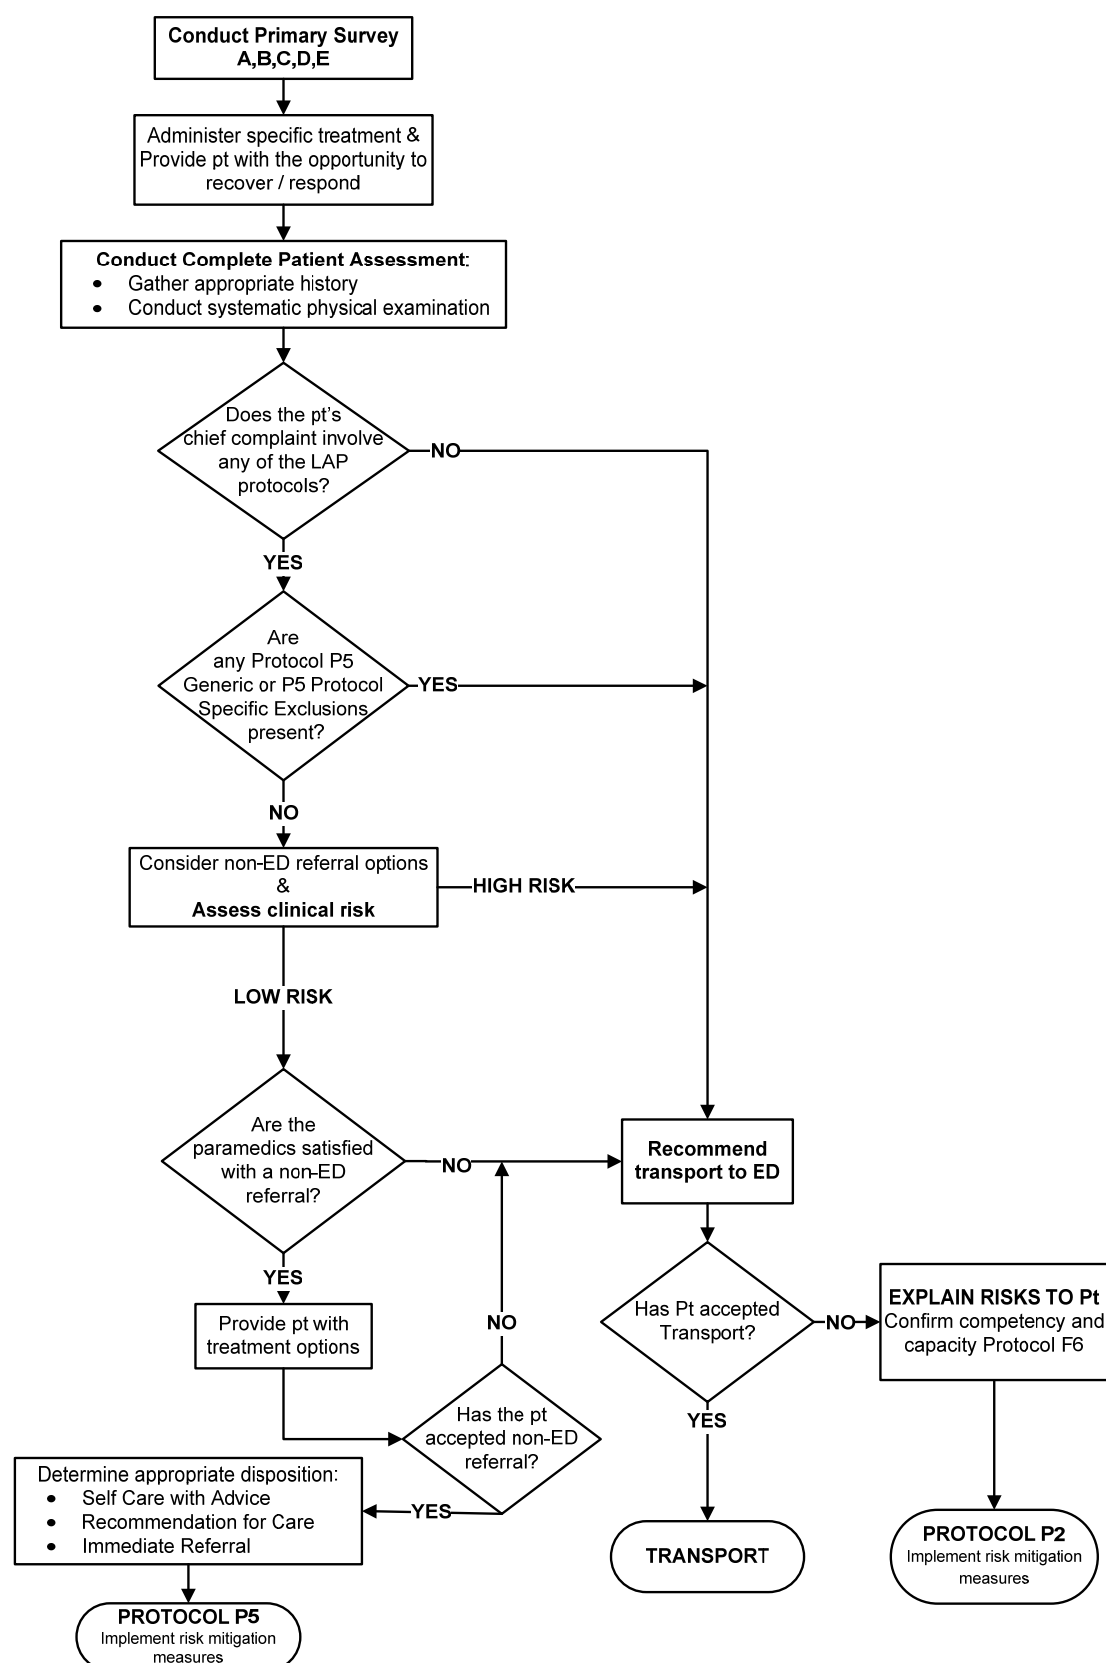 Conduct Primary Survey
A,B,C,D,E
Administer specific treatment &
Provide pt with the opportunity to
recover / respond
Conduct Complete Patient Assessment:
• Gather appropriate history
• Conduct systematic physical examination
Does the pt's
chief complaint involve
any of the LAP
protocols?
NO
YES
Are
any Protocol P5
Generic or P5 Protocol
Specific Exclusions
present?
YES
NO
Consider non-ED referral options
&
Assess clinical risk
HIGH RISK
LOW RISK
Are the
paramedics satisfied
with a non-ED
referral?
NO
Recommend
transport to ED
YES
Provide pt with
treatment options
NO
Has Pt accepted
Transport?
NO
EXPLAIN RISKS TO Pt
Confirm competency and
capacity Protocol F6
YES
Has the pt
accepted non-ED
referral?
YES
Determine appropriate disposition:
• Self Care with Advice
• Recommendation for Care
• Immediate Referral
TRANSPORT
PROTOCOL P2
Implement risk mitigation
measures
PROTOCOL P5
Implement risk mitigation
measures